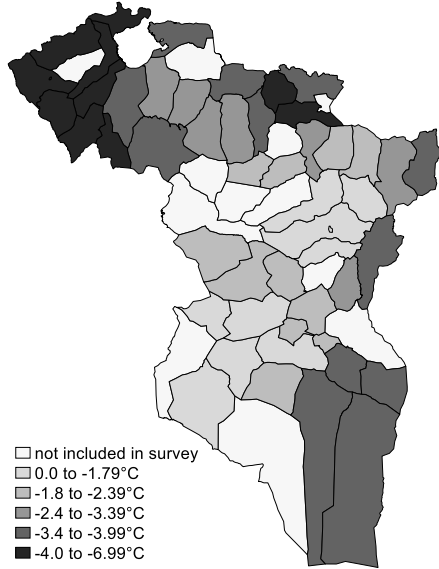 not included in survey
0.0 to -1.79°C
-1.8 to -2.39°C
-2.4 to -3.39°C
-3.4 to -3.99°C
-4.0 to -6.99°C